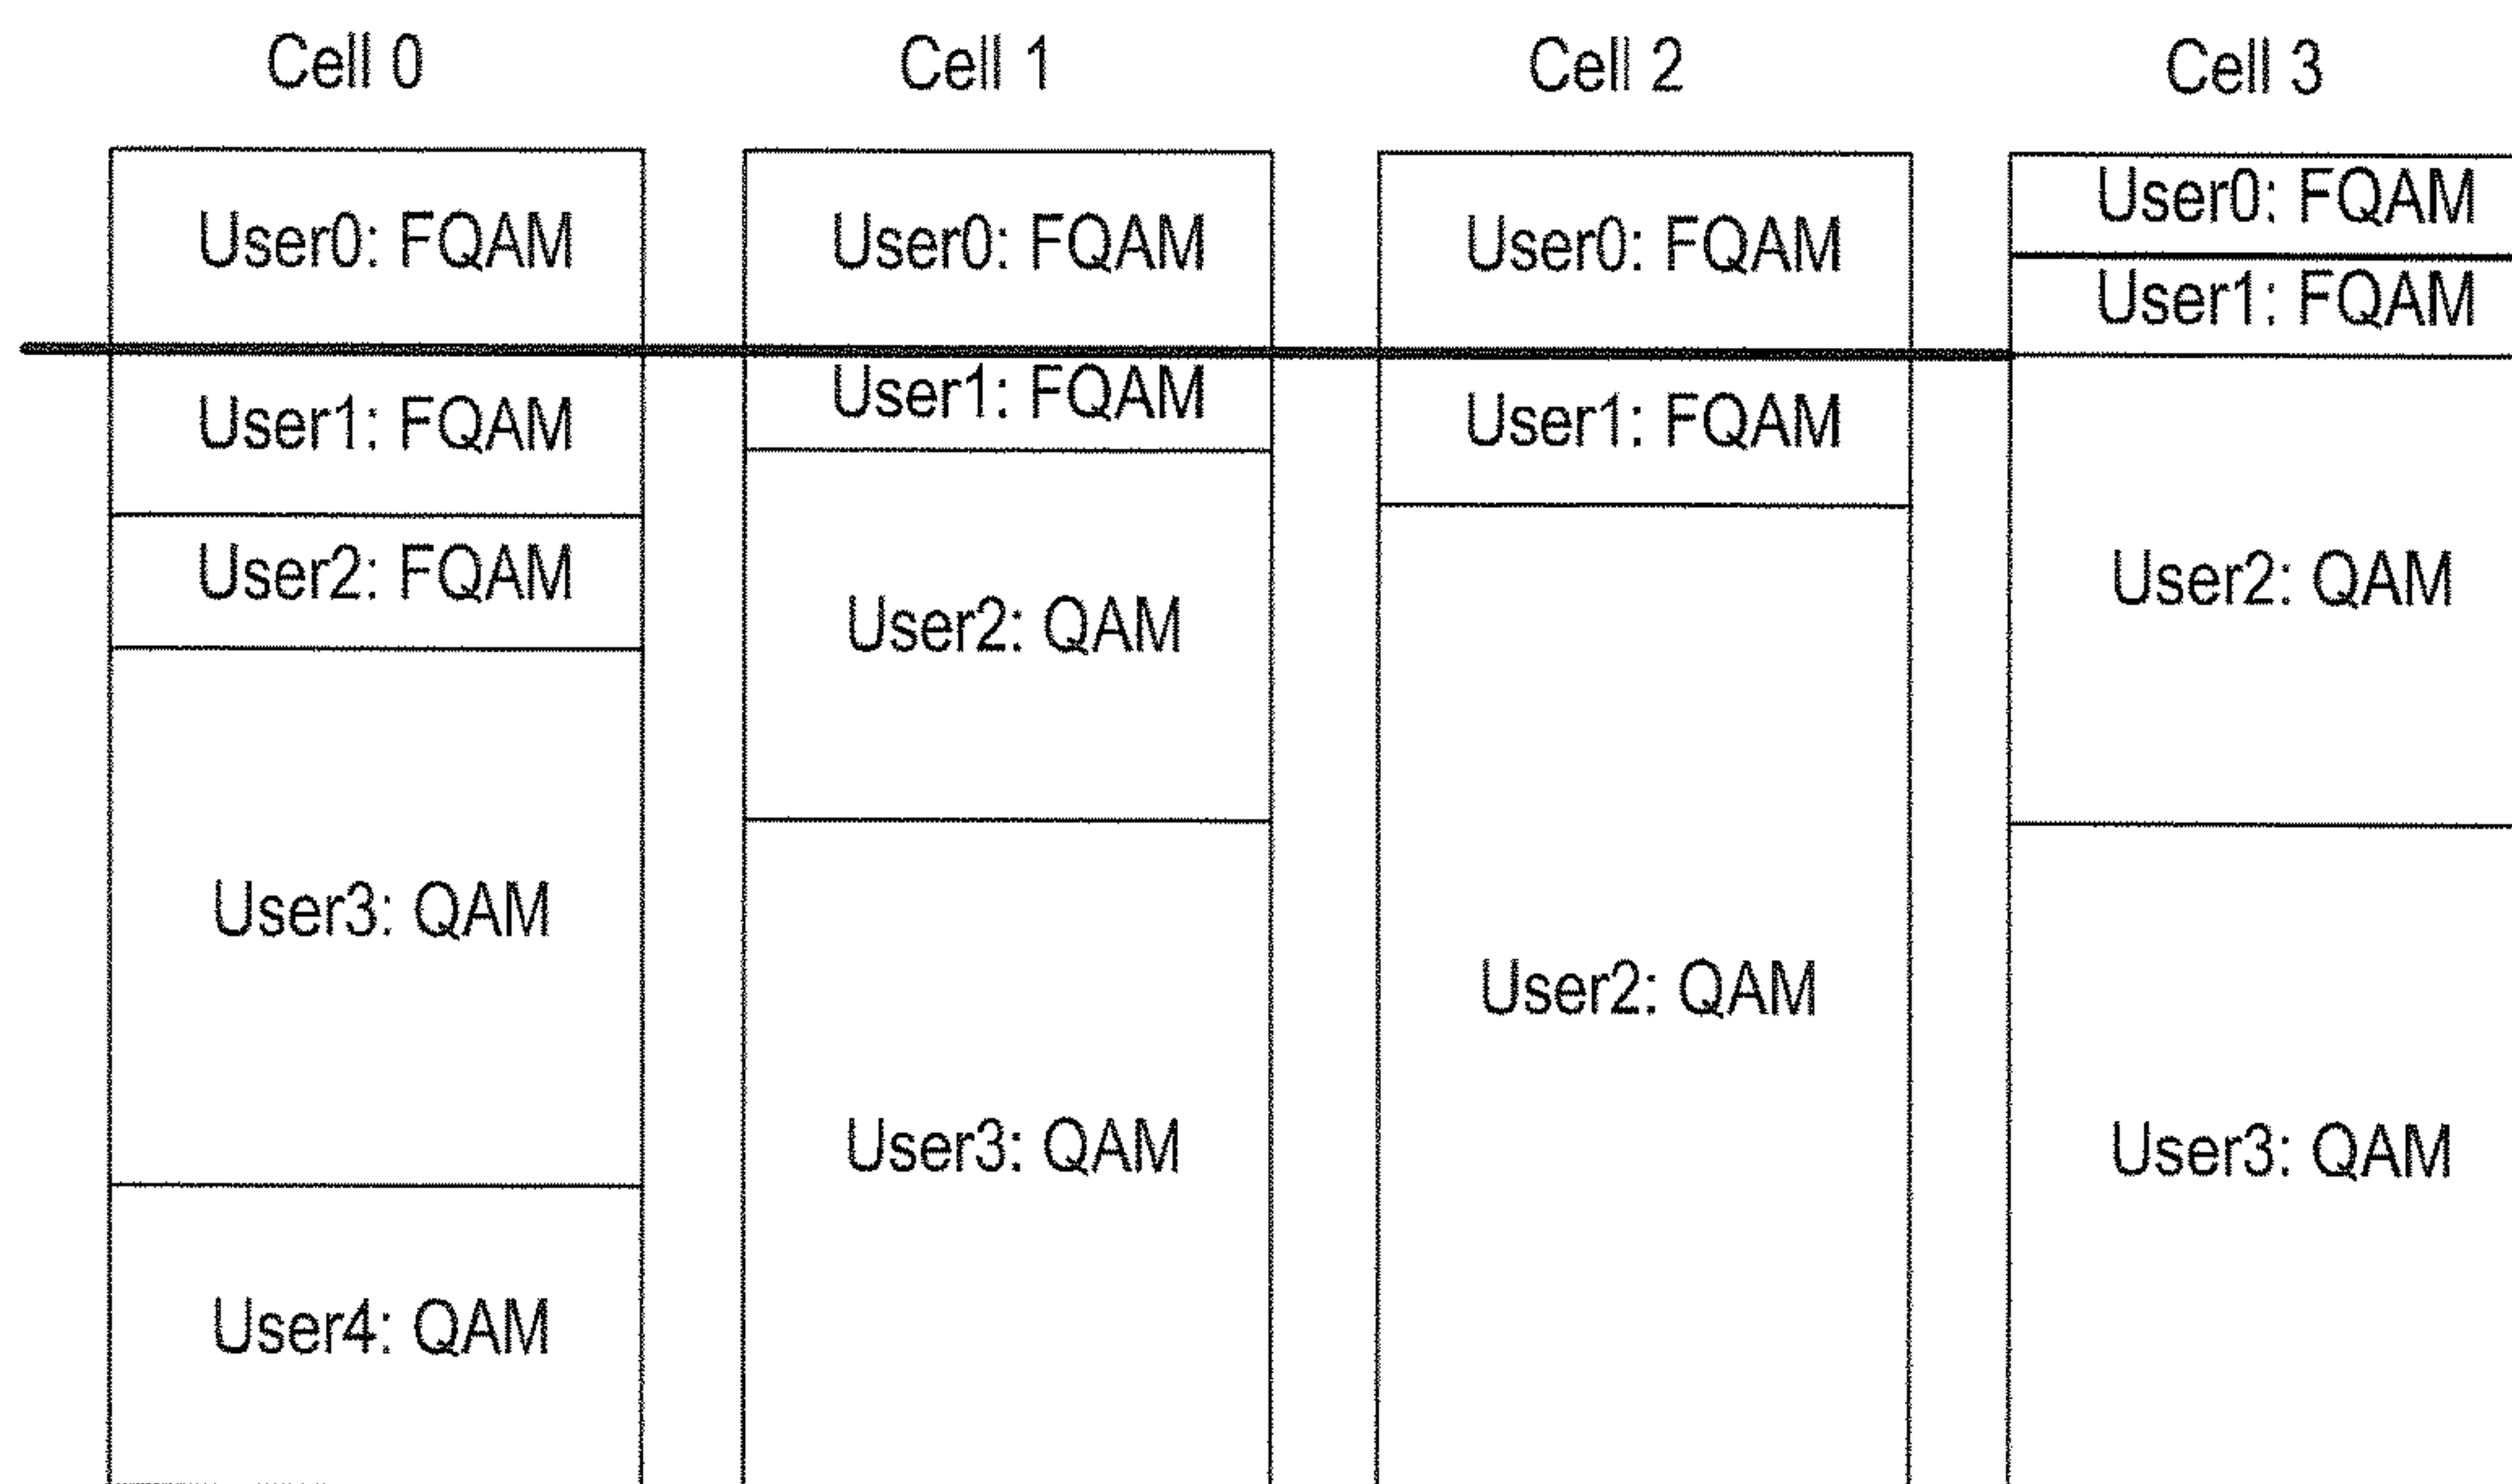 Cell 0
User0: FQAM
User1: FQAM
User2: FQAM
User3: QAM
User4: QAM
Cell 1
User0: FQAM
User1: FQAM
User2: QAM
User3: QAM
Cell 2
User0: FQAM
User1: FQAM
User2: QAM
Cell 3
User0: FQAM
User1: FQAM
User2: QAM
User3: QAM